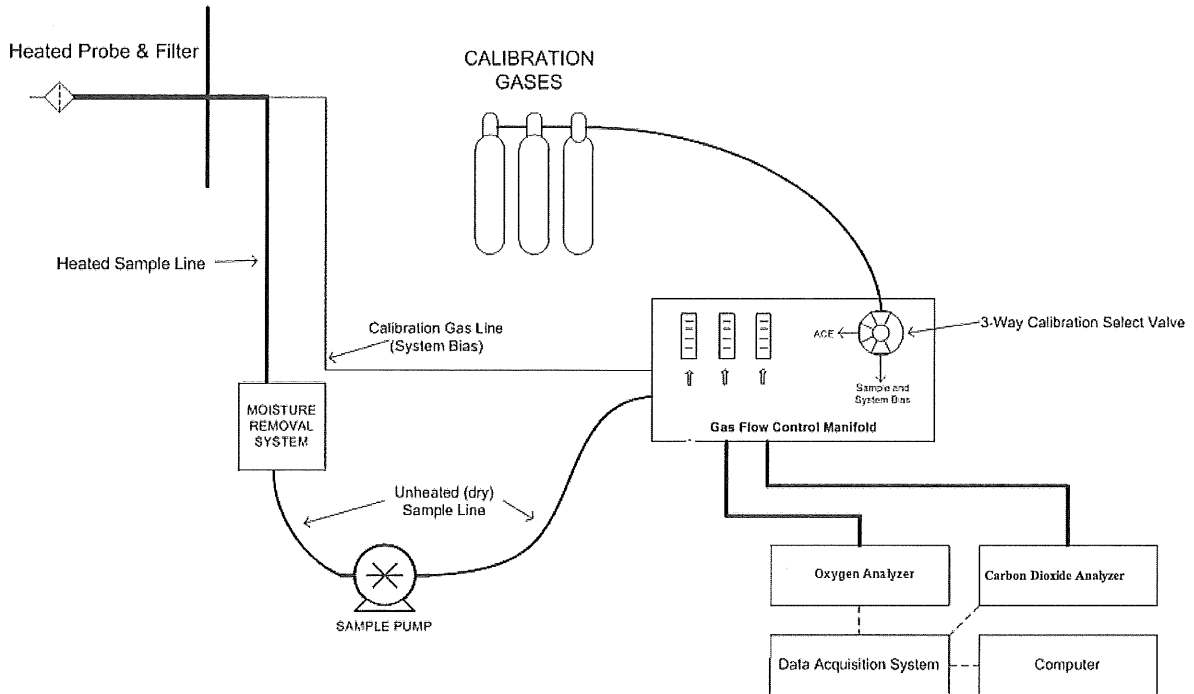 Heated Probe & Filter
CALIBRATION
GASES
Heated Sample Line
Calibration Gas Line
(System Bias)
3-Way Calibration Select Valve
ACE
Sample and
System Bias
Gas Flow Control Manifold
MOISTURE
REMOVAL
SYSTEM
Unheated (dry)
Sample Line
SAMPLE PUMP
Oxygen Analyzer
Carbon Dioxide Analyzer
Data Acquisition System
Computer